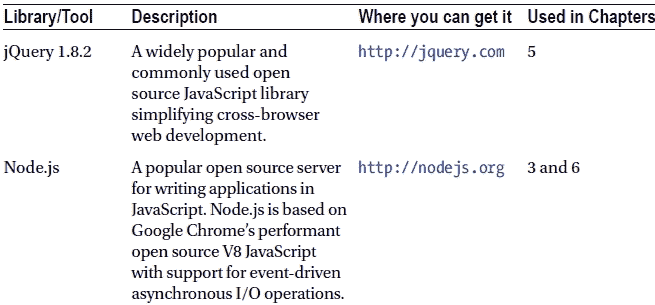 Library/Tool Description Where you can get it Used in Chapters
jQuery 1.8.2 A widely popular and http://jquery.com 5
commonly used open
source JavaScript library
simplifying cross-browser
web development.
Node.js A popular open source server http://nodejs.org 3 and 6
for writing applications in
JavaScript. Node.js is based on
Google Chrome's performant
open source V8 JavaScript
with support for event-driven
asynchronous I/O operations.